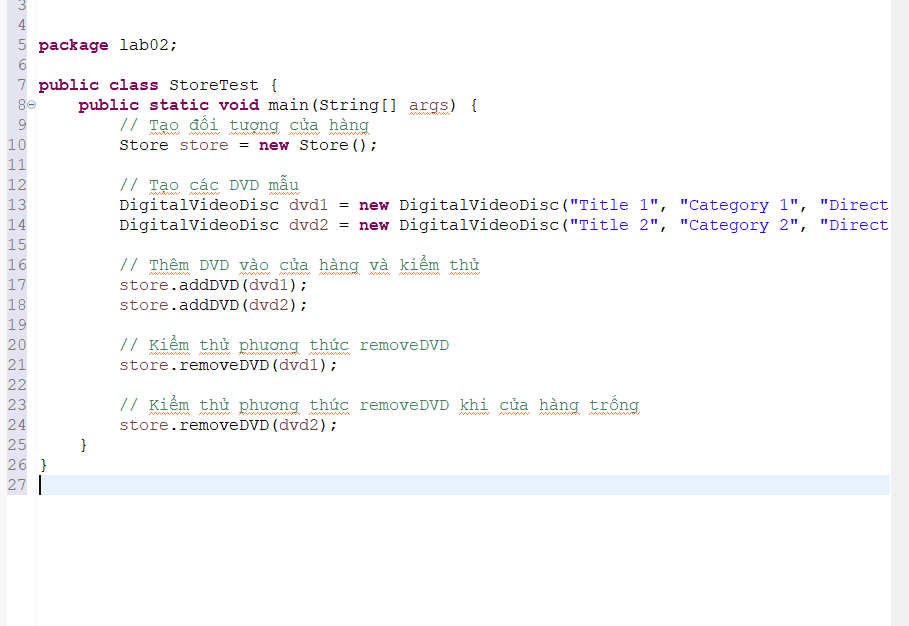 3
4
5 package lab02;
6
7 public class StoreTest {
8 public static void main(String[] args) {
9 // Tạo đối tượng cửa hàng
10 Store store = new Store();
11
12 // Tạo các DVD mẫu
13 DigitalVideoDisc dvd1 = new DigitalVideoDisc("Title 1", "Category 1", "Direct
14 DigitalVideoDisc dvd2 = new DigitalVideoDisc("Title 2", "Category 2", "Direct
15
16 // Thêm DVD vào cửa hàng và kiểm thử
17 store.addDVD(dvd1);
18 store.addDVD(dvd2);
19
20 // Kiểm thử phương thức removeDVD
21 store.removeDVD(dvd1);
22
23 // Kiểm thử phương thức removeDVD khi cửa hàng trống
24 store.removeDVD(dvd2);
25 }
26 }
27